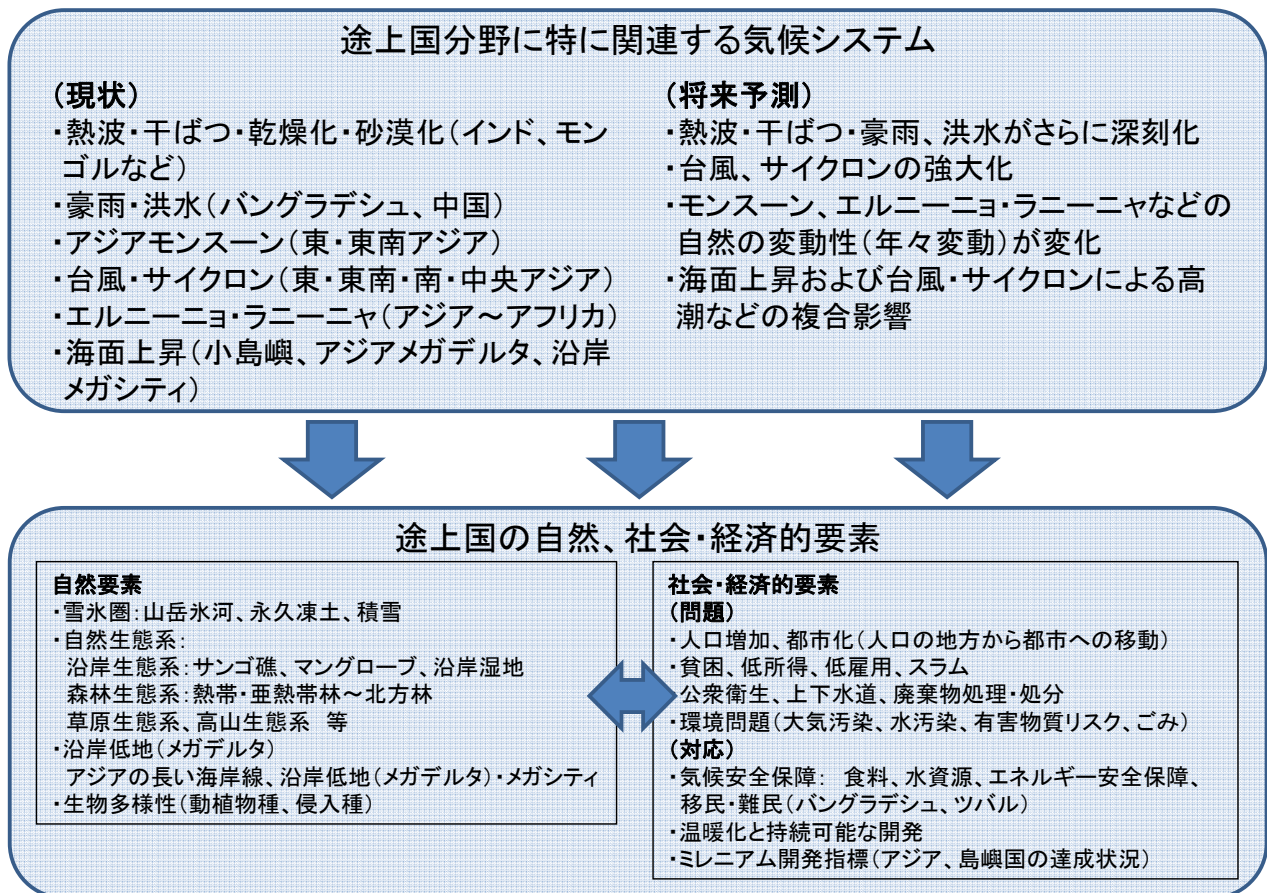 途上国分野に特に関連する気候システム
(現状)
・熱波・干ばつ・乾燥化・砂漠化(インド、モン
ゴルなど)
・豪雨・洪水(バングラデシュ、中国)
・アジアモンスーン(東・東南アジア)
・台風・サイクロン(東・東南・南・中央アジア)
・エルニーニョ・ラニーニャ(アジア～アフリカ)
・海面上昇(小島嶼、アジアメガデルタ、沿岸
メガシティ)
(将来予測)
・熱波・干ばつ・豪雨、洪水がさらに深刻化
・台風、サイクロンの強大化
・モンスーン、エルニーニョ・ラニーニャなどの
自然の変動性(年々変動)が変化
・海面上昇および台風・サイクロンによる高
潮などの複合影響
途上国の自然、社会・経済的要素
自然要素
・雪氷圏:山岳氷河、永久凍土、積雪
・自然生態系:
沿岸生態系:サンゴ礁、マングローブ、沿岸湿地
森林生態系:熱帯・亜熱帯林～北方林
草原生態系、高山生態系 等
・沿岸低地(メガデルタ)
アジアの長い海岸線、沿岸低地(メガデルタ)・メガシティ
・生物多様性(動植物種、侵入種)
社会・経済的要素
(問題)
・人口増加、都市化(人口の地方から都市への移動)
・貧困、低所得、低雇用、スラム
公衆衛生、上下水道、廃棄物処理・処分
・環境問題(大気汚染、水汚染、有害物質リスク、ごみ)
(対応)
・気候安全保障: 食料、水資源、エネルギー安全保障、
移民・難民(バングラデシュ、ツバル)
・温暖化と持続可能な開発
・ミレニアム開発指標(アジア、島嶼国の達成状況)